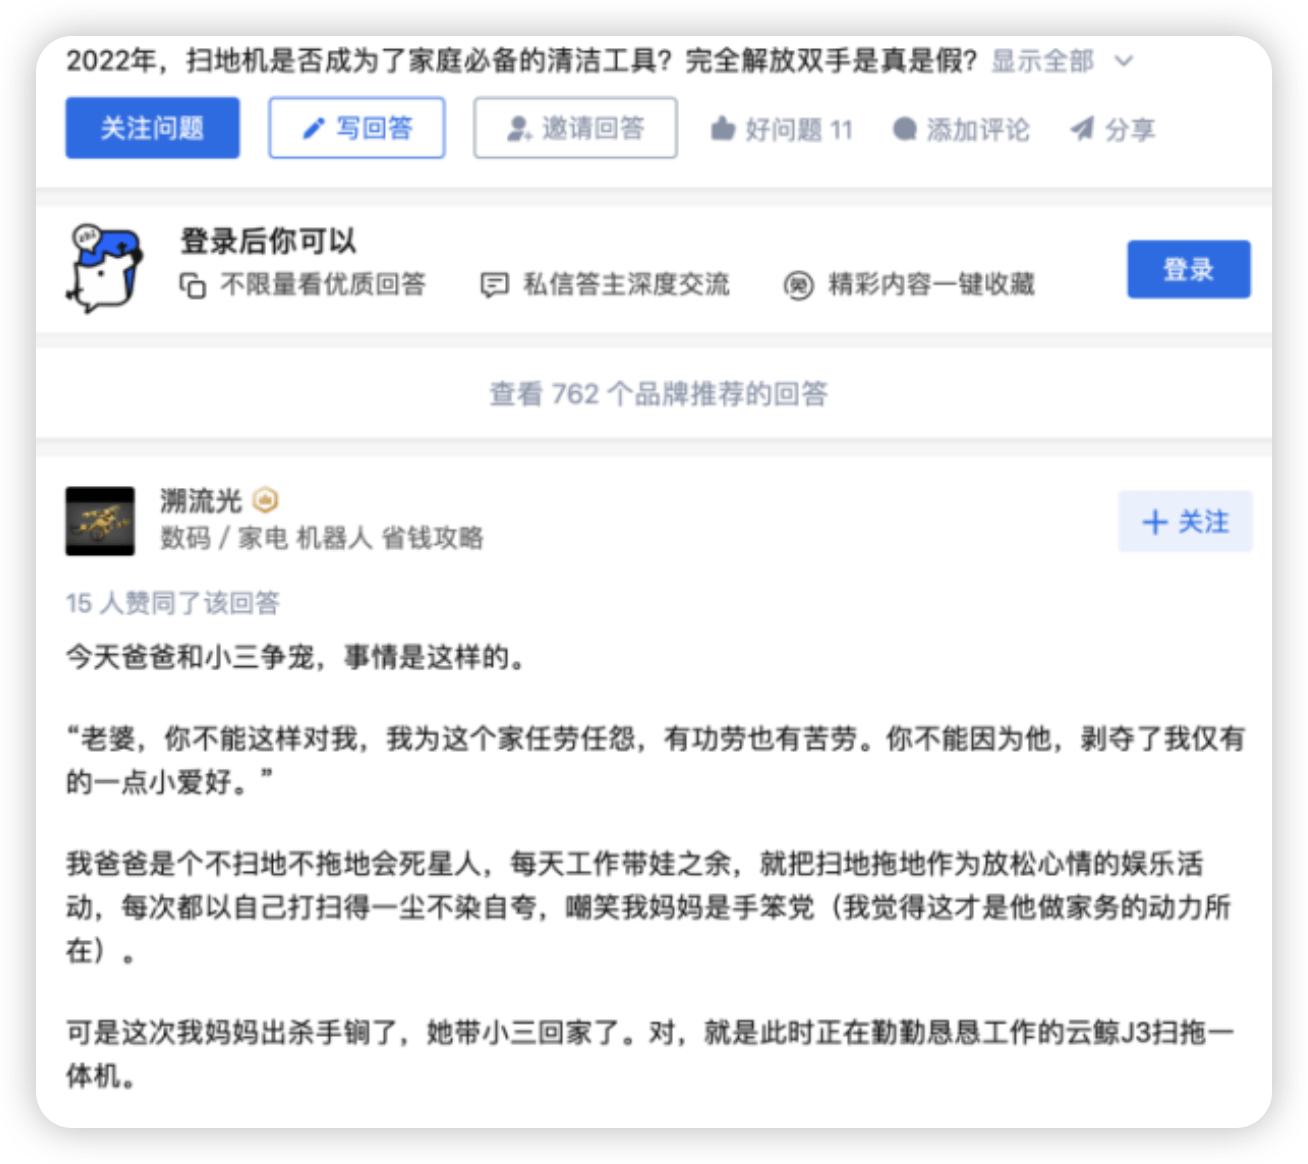 2022年，扫地机是否成为了家庭必备的清洁工具？完全解放双手是真是假？ 显示全部
关注问题 写回答 邀请回答 好问题 11 添加评论 分享
登录后你可以
不限量看优质回答 私信答主深度交流 精彩内容一键收藏
登录
查看 762 个品牌推荐的回答
溯流光
数码 / 家电 机器人 省钱攻略
关注
15 人赞同了该回答
今天爸爸和小三争宠，事情是这样的。
“老婆，你不能这样对我，我为这个家任劳任怨，有功劳也有苦劳。你不能因为他，剥夺了我仅有
的一点小爱好。”
我爸爸是个不扫地不拖地会死星人，每天工作带娃之余，就把扫地拖地作为放松心情的娱乐活
动，每次都以自己打扫得一尘不染自夸，嘲笑我妈妈是手笨党（我觉得这才是他做家务的动力所
在）。
可是这次我妈妈出杀手锏了，她带小三回家了。对，就是此时正在勤勤恳恳工作的云鲸J3扫拖一
体机。